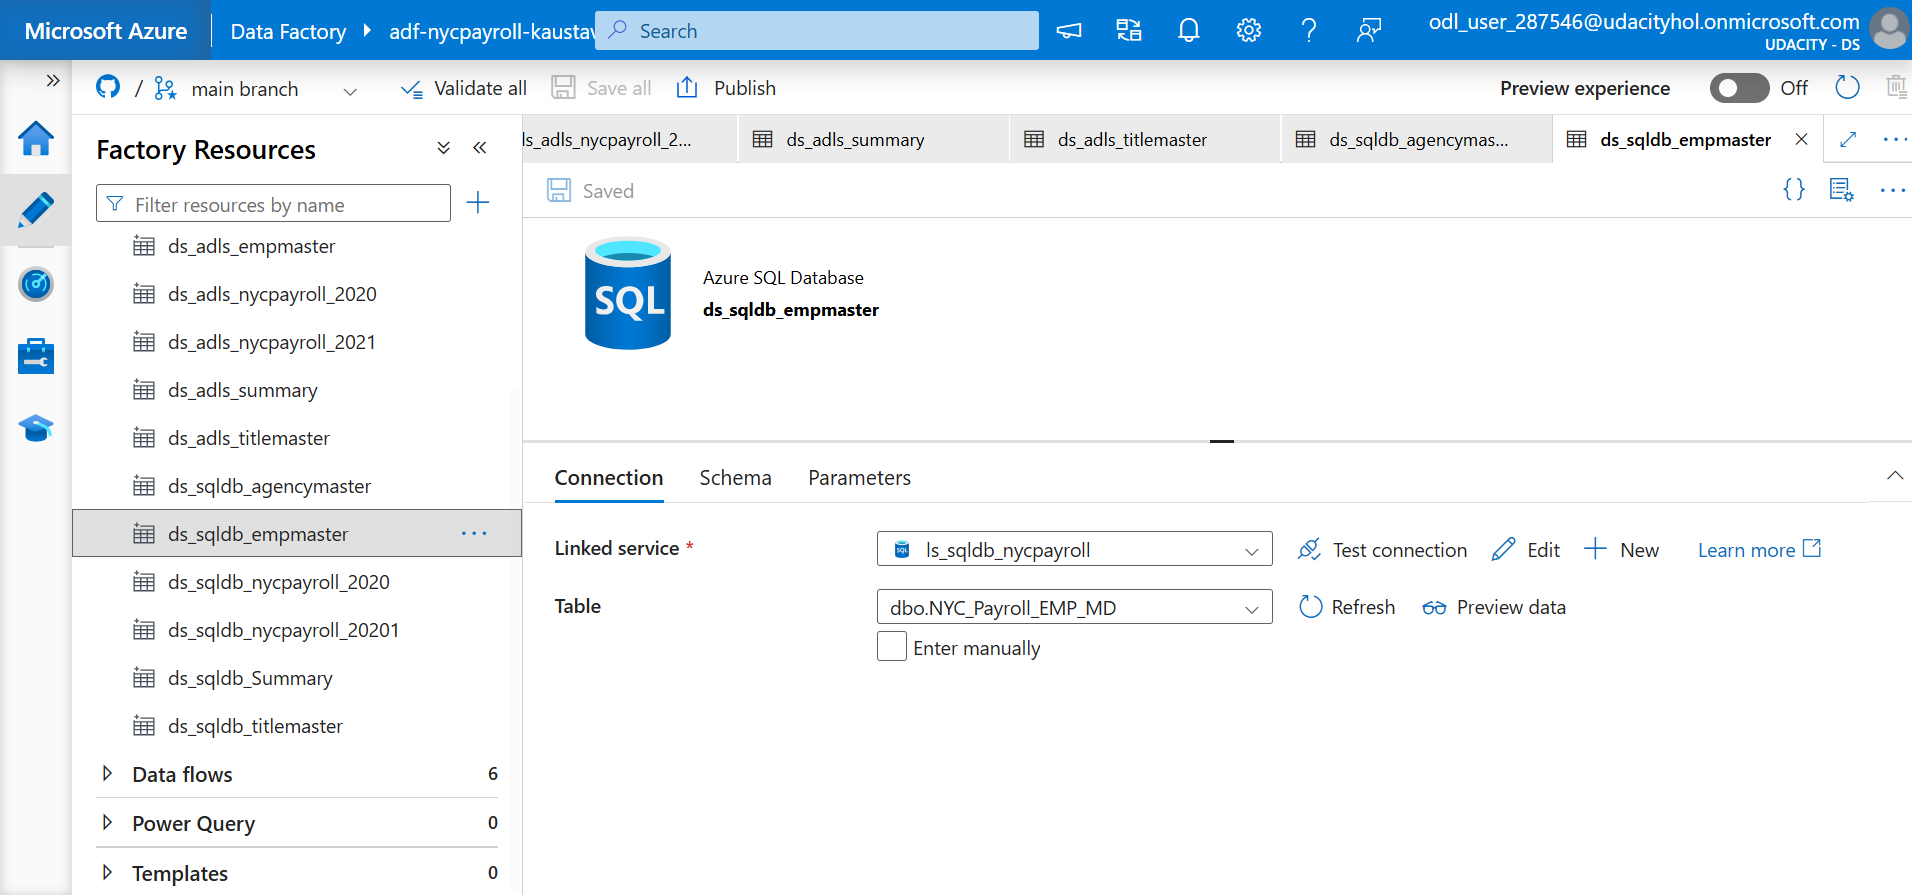 Microsoft Azure
Data Factory
adf-nycpayroll-kaustav
Search
odl_user_287546@udacityhol.onmicrosoft.com
UDACITY - DS
/
main branch
Validate all
Save all
Publish
Preview experience
Off
Factory Resources
Filter resources by name
ds_adls_empmaster
ds_adls_nycpayroll_2020
ds_adls_nycpayroll_2021
ds_adls_summary
ds_adls_titlemaster
ds_sqldb_agencymaster
ds_sqldb_empmaster
ds_sqldb_nycpayroll_2020
ds_sqldb_nycpayroll_20201
ds_sqldb_Summary
ds_sqldb_titlemaster
Data flows 6
Power Query 0
Templates 0
ls_adls_nycpayroll_2...
ds_adls_summary
ds_adls_titlemaster
ds_sqldb_agencymas...
ds_sqldb_empmaster
Saved
{}
SQL
Azure SQL Database
ds_sqldb_empmaster
Connection
Schema
Parameters
Linked service *
SQL
ls_sqldb_nycpayroll
Test connection
Edit
New
Learn more
Table
dbo.NYC_Payroll_EMP_MD
Refresh
Preview data
Enter manually